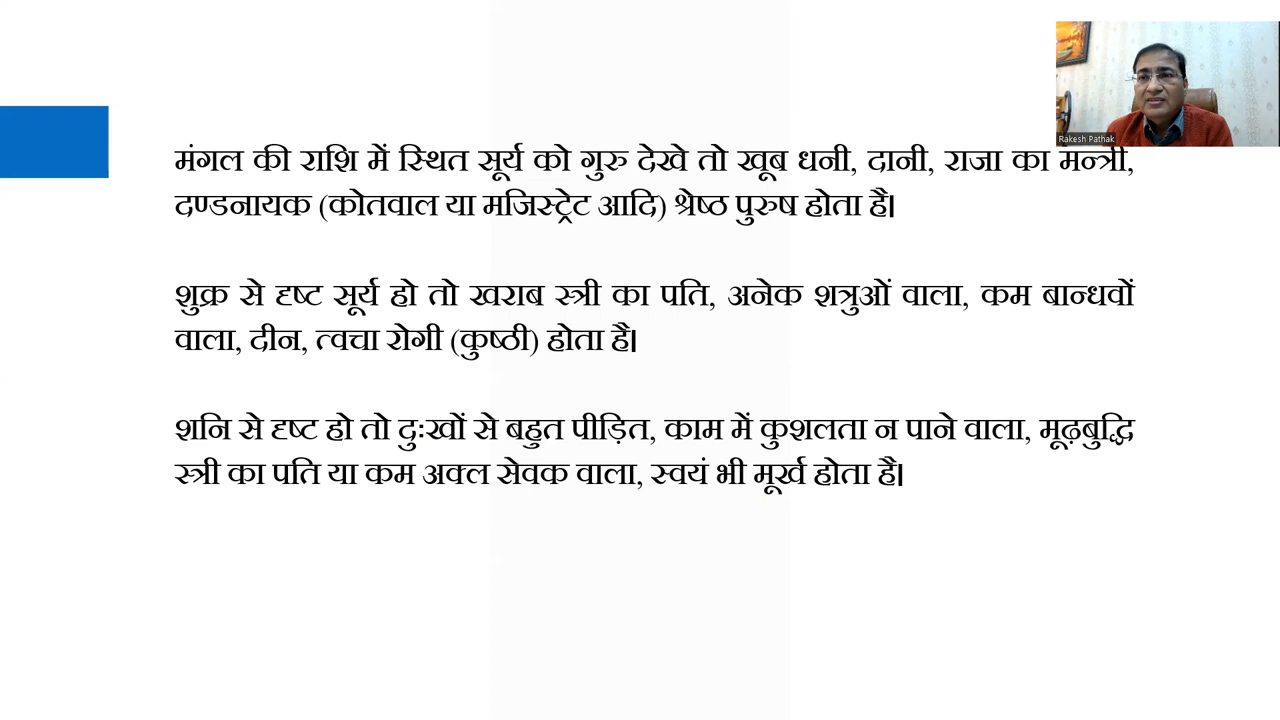 Rakesh Pathak
मंगल की राशि में स्थित सूर्य को गुरु देखे तो खूब धनी, दानी, राजा का मन्त्री,
दण्डनायक (कोतवाल या मजिस्ट्रेट आदि) श्रेष्ठ पुरुष होता है।
शुक्र से दृष्ट सूर्य हो तो खराब स्त्री का पति, अनेक शत्रुओं वाला, कम बान्धवों
वाला, दीन, त्वचा रोगी (कुष्ठी) होता है।
शनि से दृष्ट हो तो दुःखों से बहुत पीड़ित, काम में कुशलता न पाने वाला, मूढ़बुद्धि
स्त्री का पति या कम अक्ल सेवक वाला, स्वयं भी मूर्ख होता है।